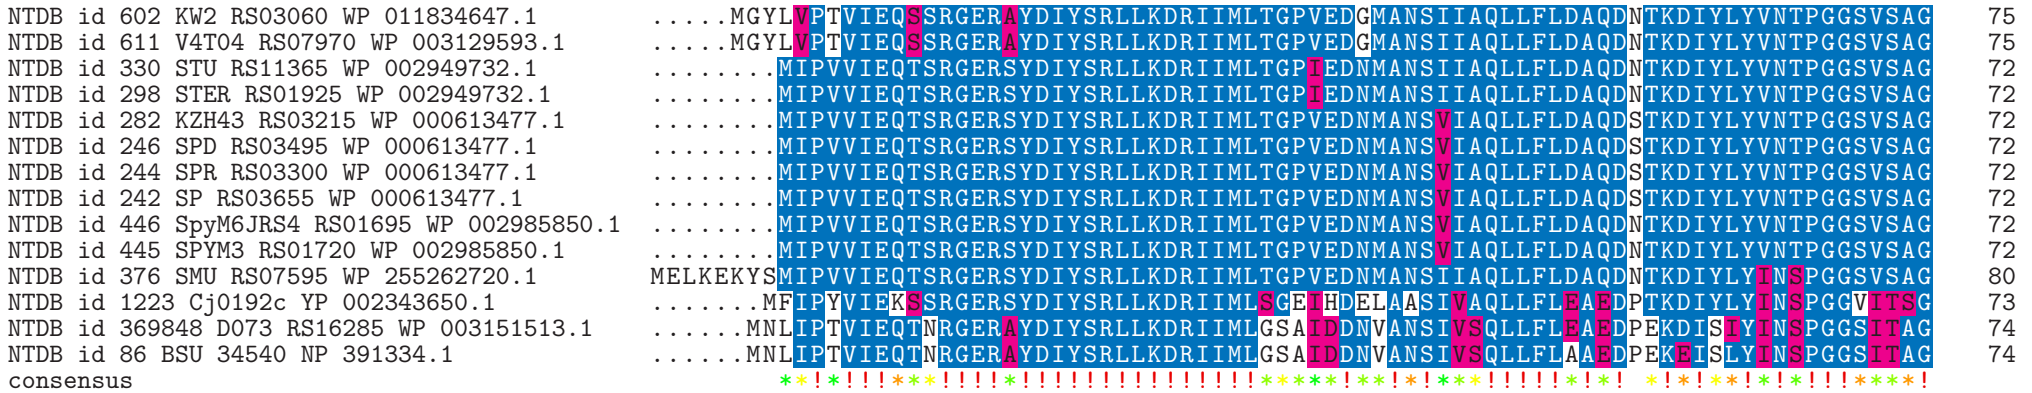 NTDB id 602 KW2 RS03060 WP 011834647.1 .....MGYLVPTVIEQSSRGERAYDIYSRLLKDRIIMLTGPVEDGMANSIIAQLLFLDAQDNTKDIYLYVNTPGGSVSAG 75
NTDB id 611 V4T04 RS07970 WP 003129593.1 .....MGYLVPTVIEQSSRGERAYDIYSRLLKDRIIMLTGPVEDGMANSIIAQLLFLDAQDNTKDIYLYVNTPGGSVSAG 75
NTDB id 330 STU RS11365 WP 002949732.1 ........MIPVVIEQTSRGERSYDIYSRLLKDRIIMLTGPIEDNMANSIIAQLLFLDAQDNTKDIYLYVNTPGGSVSAG 72
NTDB id 298 STER RS01925 WP 002949732.1 ........MIPVVIEQTSRGERSYDIYSRLLKDRIIMLTGPIEDNMANSIIAQLLFLDAQDNTKDIYLYVNTPGGSVSAG 72
NTDB id 282 KZH43 RS03215 WP 000613477.1 ........MIPVVIEQTSRGERSYDIYSRLLKDRIIMLTGPVEDNMANSVIAQLLFLDAQDSTKDIYLYVNTPGGSVSAG 72
NTDB id 246 SPD RS03495 WP 000613477.1 ........MIPVVIEQTSRGERSYDIYSRLLKDRIIMLTGPVEDNMANSVIAQLLFLDAQDSTKDIYLYVNTPGGSVSAG 72
NTDB id 244 SPR RS03300 WP 000613477.1 ........MIPVVIEQTSRGERSYDIYSRLLKDRIIMLTGPVEDNMANSVIAQLLFLDAQDSTKDIYLYVNTPGGSVSAG 72
NTDB id 242 SP RS03655 WP 000613477.1 ........MIPVVIEQTSRGERSYDIYSRLLKDRIIMLTGPVEDNMANSVIAQLLFLDAQDSTKDIYLYVNTPGGSVSAG 72
NTDB id 446 SpyM6JRS4 RS01695 WP 002985850.1 ........MIPVVIEQTSRGERSYDIYSRLLKDRIIMLTGPVEDNMANSVIAQLLFLDAQDNTKDIYLYVNTPGGSVSAG 72
NTDB id 445 SPYM3 RS01720 WP 002985850.1 ........MIPVVIEQTSRGERSYDIYSRLLKDRIIMLTGPVEDNMANSVIAQLLFLDAQDNTKDIYLYVNTPGGSVSAG 72
NTDB id 376 SMU RS07595 WP 255262720.1 MELKEKYSMIPVVIEQTSRGERSYDIYSRLLKDRIIMLTGPVEDNMANSIIAQLLFLDAQDNTKDIYLYINSPGGSVSAG 80
NTDB id 1223 Cj0192c YP 002343650.1 .......MFIPYVIEKSSRGERSYDIYSRLLKDRIIMLSGEIHDELAASIVAQLLFLEAEDPTKDIYLYINSPGGVITSG 73
NTDB id 369848 D073 RS16285 WP 003151513.1 ......MNLIPTVIEQTNRGERAYDIYSRLLKDRIIMLGSAIDDNVANSIVSQLLFLEAEDPEKDISIYINSPGGSITAG 74
NTDB id 86 BSU 34540 NP 391334.1 ......MNLIPTVIEQTNRGERAYDIYSRLLKDRIIMLGSAIDDNVANSIVSQLLFLAAEDPEKEISLYINSPGGSITAG 74
consensus **!*!!!***!!!!*!!!!!!!!!!!!!!!*****!**!*!***!!!!!*!*! *!*!**!*!*!!!****!